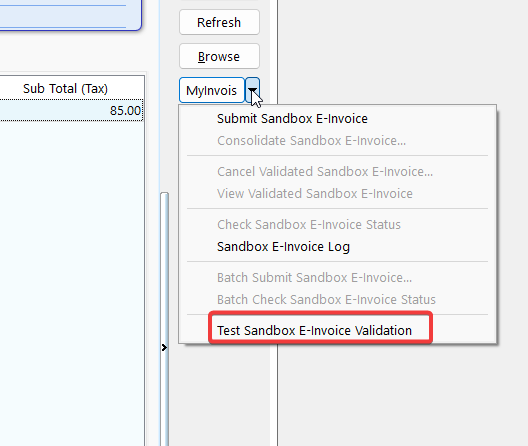 Refresh
Browse
Sub Total (Tax)
MyInvois
85.00
Submit Sandbox E-Invoice
Consolidate Sandbox E-Invoice...
Cancel Validated Sandbox E-Invoice...
View Validated Sandbox E-Invoice
Check Sandbox E-Invoice Status
Sandbox E-Invoice Log
Batch Submit Sandbox E-Invoice...
Batch Check Sandbox E-Invoice Status
Test Sandbox E-Invoice Validation